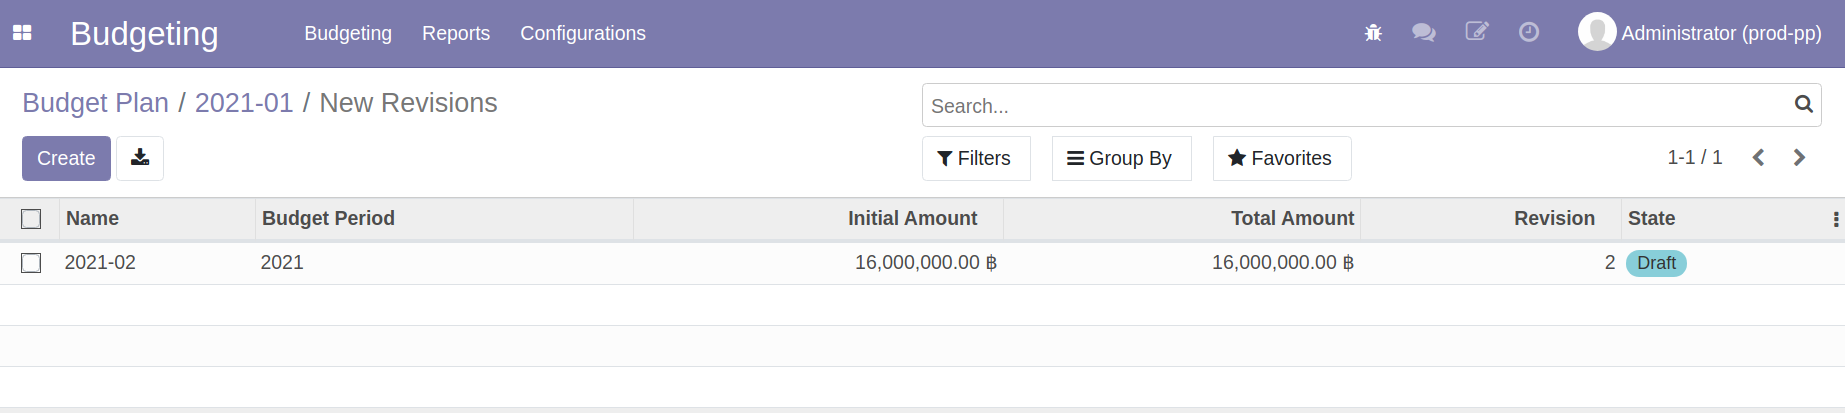 Budgeting Budgeting Reports Configurations Administrator (prod-pp)
Budget Plan / 2021-01 / New Revisions Search...
Create Filters Group By Favorites 1-1 / 1
Name Budget Period Initial Amount Total Amount Revision State
2021-02 2021 16,000,000.00 ฿ 16,000,000.00 ฿ 2 Draft